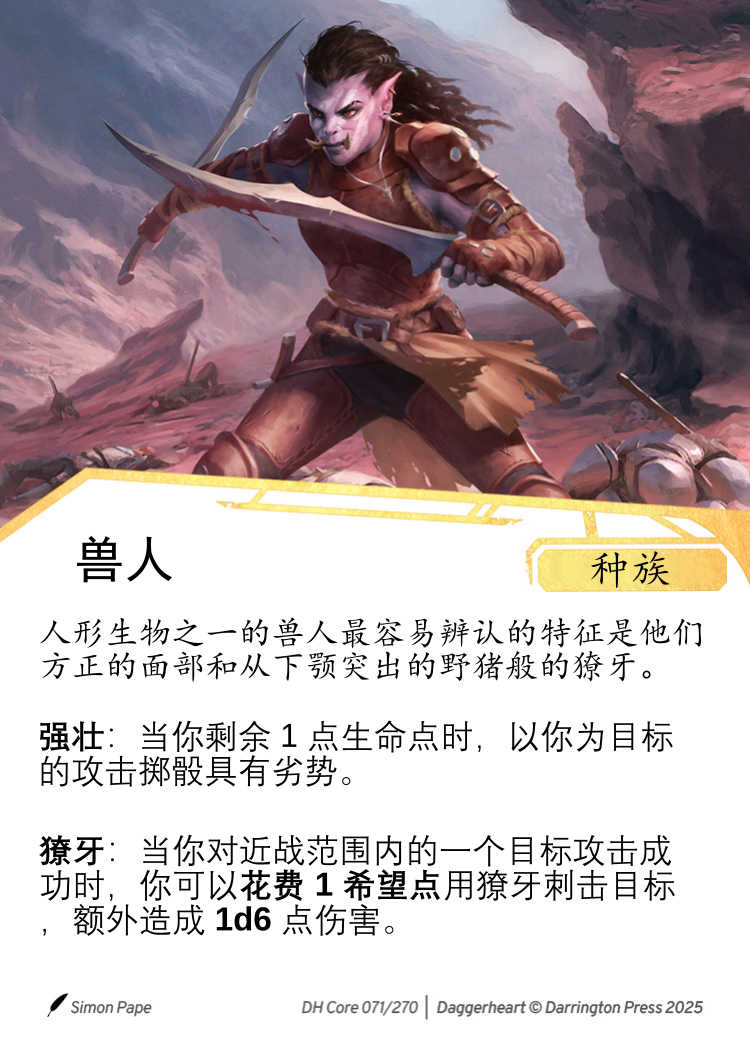 兽人
种族
人形生物之一的兽人最容易辨认的特征是他们
方正的面部和从下颚突出的野猪般的獠牙。
强壮：当你剩余 1 点生命点时，以你为目标
的攻击掷骰具有劣势。
獠牙：当你对近战范围内的一个目标攻击成
功时，你可以花费 1 希望点用獠牙刺击目标
，额外造成 1d6 点伤害。
Simon Pape
DH Core 071/270 | Daggerheart © Darrington Press 2025